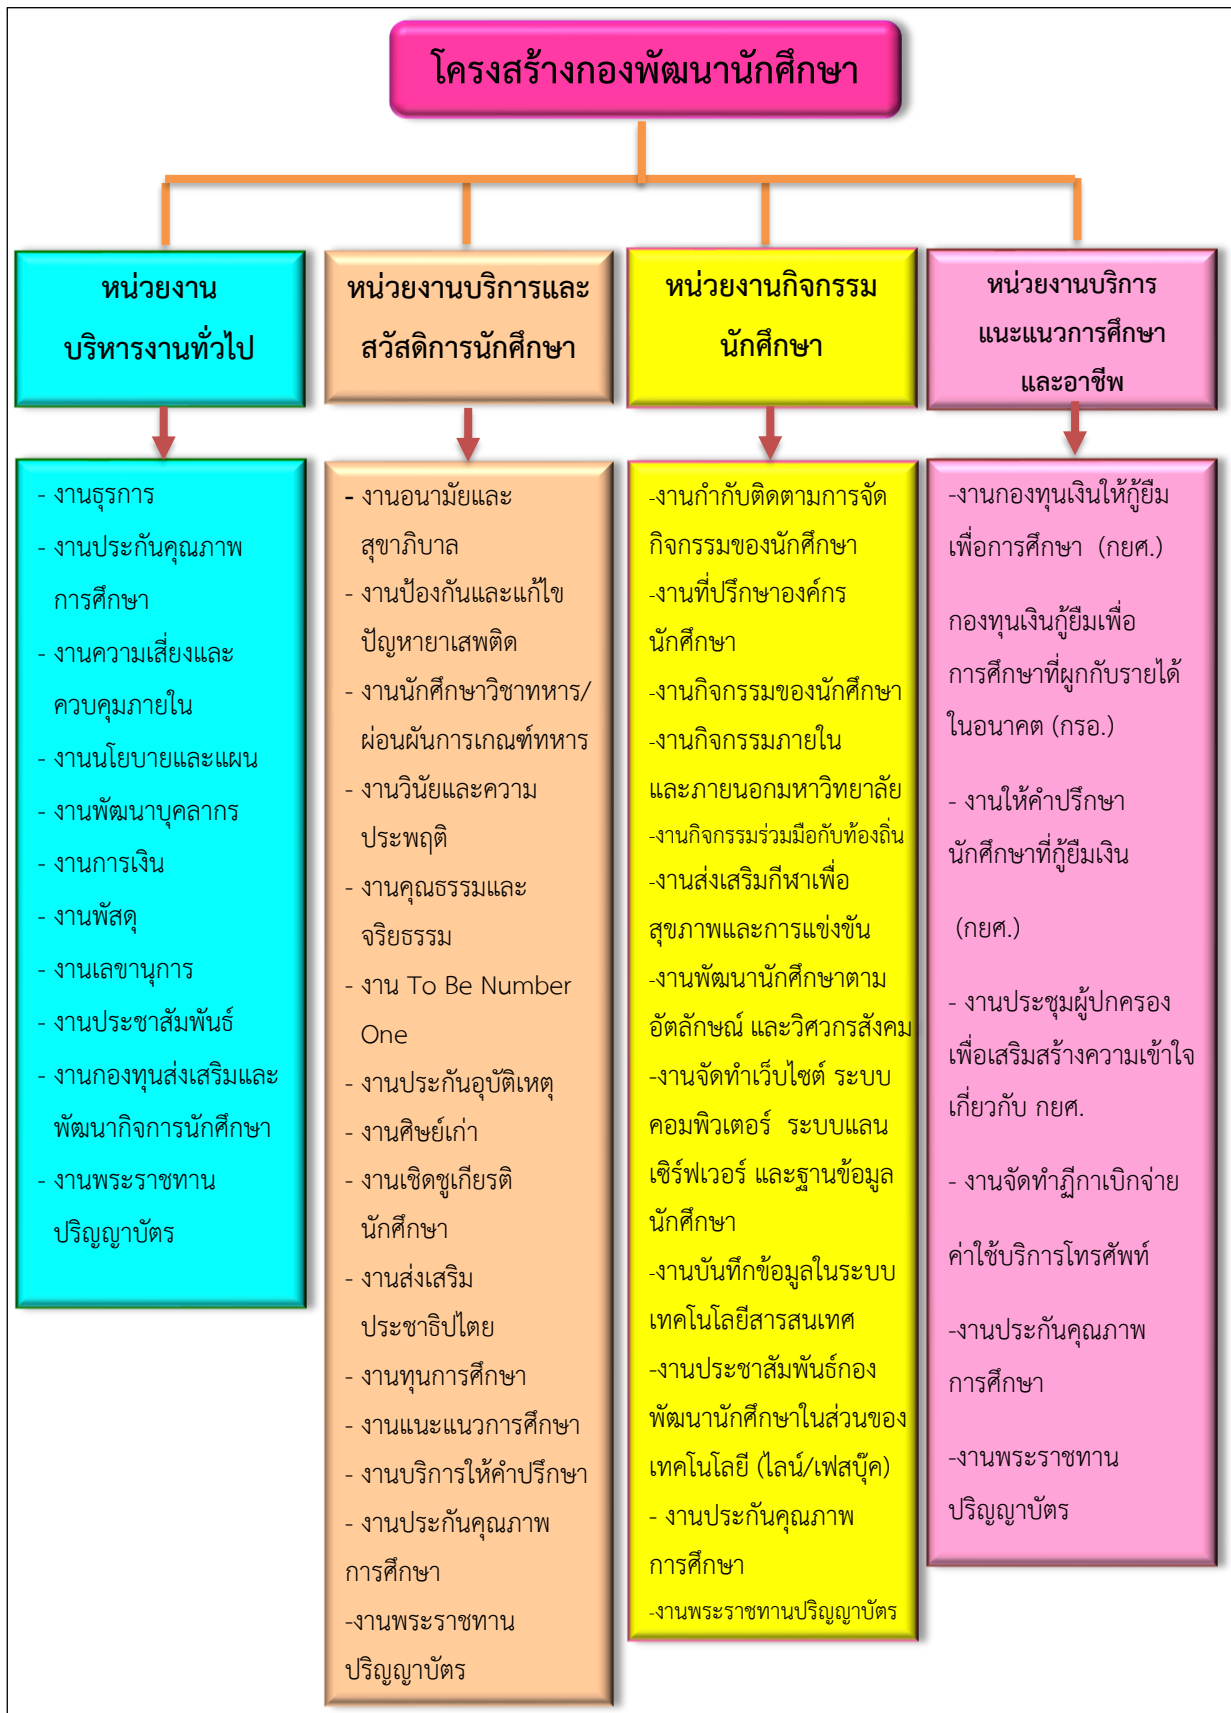 โครงสร้างกองพัฒนานักศึกษา
หน่วยงาน
บริหารงานทั่วไป
- งานธุรการ
- งานประกันคุณภาพ
การศึกษา
- งานความเสี่ยงและ
ควบคุมภายใน
- งานนโยบายและแผน
- งานพัฒนาบุคลากร
- งานการเงิน
- งานพัสดุ
- งานเลขานุการ
- งานประชาสัมพันธ์
- งานกองทุนส่งเสริมและ
พัฒนากิจการนักศึกษา
- งานพระราชทาน
ปริญญาบัตร
หน่วยงานบริการและ
สวัสดิการนักศึกษา
- งานอนามัยและ
สุขาภิบาล
- งานป้องกันและแก้ไข
ปัญหายาเสพติด
- งานนักศึกษาวิชาทหาร/
ผ่อนผันการเกณฑ์ทหาร
- งานวินัยและความ
ประพฤติ
- งานคุณธรรมและ
จริยธรรม
- งาน To Be Number
One
- งานประกันอุบัติเหตุ
- งานศิษย์เก่า
- งานเชิดชูเกียรติ
นักศึกษา
- งานส่งเสริม
ประชาธิปไตย
- งานทุนการศึกษา
- งานแนะแนวการศึกษา
- งานบริการให้คำปรึกษา
- งานประกันคุณภาพ
การศึกษา
-งานพระราชทาน
ปริญญาบัตร
หน่วยงานกิจกรรม
นักศึกษา
-งานกำกับติดตามการจัด
กิจกรรมของนักศึกษา
-งานที่ปรึกษาองค์กร
นักศึกษา
-งานกิจกรรมของนักศึกษา
-งานกิจกรรมภายใน
และภายนอกมหาวิทยาลัย
-งานกิจกรรมร่วมมือกับท้องถิ่น
-งานส่งเสริมกีฬาเพื่อ
สุขภาพและการแข่งขัน
-งานพัฒนานักศึกษาตาม
อัตลักษณ์ และวิศวกรสังคม
-งานจัดทำเว็บไซต์ ระบบ
คอมพิวเตอร์ ระบบแลน
เซิร์ฟเวอร์ และฐานข้อมูล
นักศึกษา
-งานบันทึกข้อมูลในระบบ
เทคโนโลยีสารสนเทศ
-งานประชาสัมพันธ์กอง
พัฒนานักศึกษาในส่วนของ
เทคโนโลยี (ไลน์/เฟสบุ๊ค)
- งานประกันคุณภาพ
การศึกษา
-งานพระราชทานปริญญาบัตร
หน่วยงานบริการ
แนะแนวการศึกษา
และอาชีพ
-งานกองทุนเงินให้กู้ยืม
เพื่อการศึกษา (กยศ.)
กองทุนเงินกู้ยืมเพื่อ
การศึกษาที่ผูกกับรายได้
ในอนาคต (กรอ.)
- งานให้คำปรึกษา
นักศึกษาที่กู้ยืมเงิน
(กยศ.)
- งานประชุมผู้ปกครอง
เพื่อเสริมสร้างความเข้าใจ
เกี่ยวกับ กยศ.
- งานจัดทำฎีกาเบิกจ่าย
ค่าใช้บริการโทรศัพท์
-งานประกันคุณภาพ
การศึกษา
-งานพระราชทาน
ปริญญาบัตร